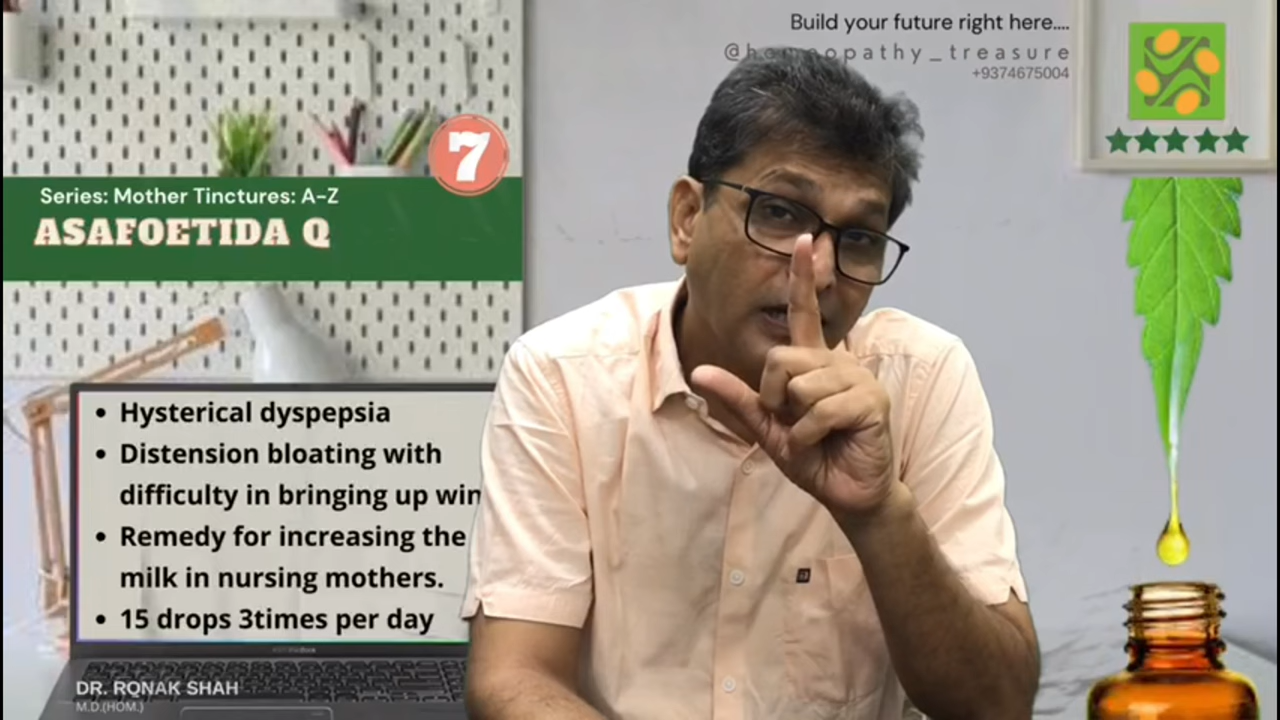 Build your future right here....
@homeopathy_treasure
+9374675004
7
Series: Mother Tinctures: A-Z
ASAFOETIDA Q
• Hysterical dyspepsia
• Distension bloating with
difficulty in bringing up win
• Remedy for increasing the
milk in nursing mothers.
• 15 drops 3times per day
DR. RONAK SHAH
M.D.(HOM.)